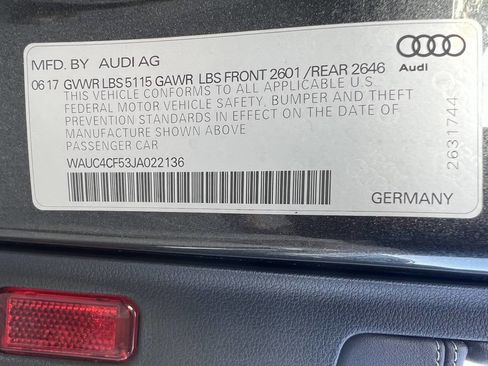 MFD. BY AUDI AG
06 17 GVWR LBS 5115 GAWR LBS FRONT 2601 /REAR 2646
THIS VEHICLE CONFORMS TO ALL APPLICABLE U.S.
FEDERAL MOTOR VEHICLE SAFETY, BUMPER AND THEFT
PREVENTION STANDARDS IN EFFECT ON THE DATE OF
MANUFACTURE SHOWN ABOVE
PASSENGER CAR
WAUC4CF53JA022136
GERMANY
Audi
2631744